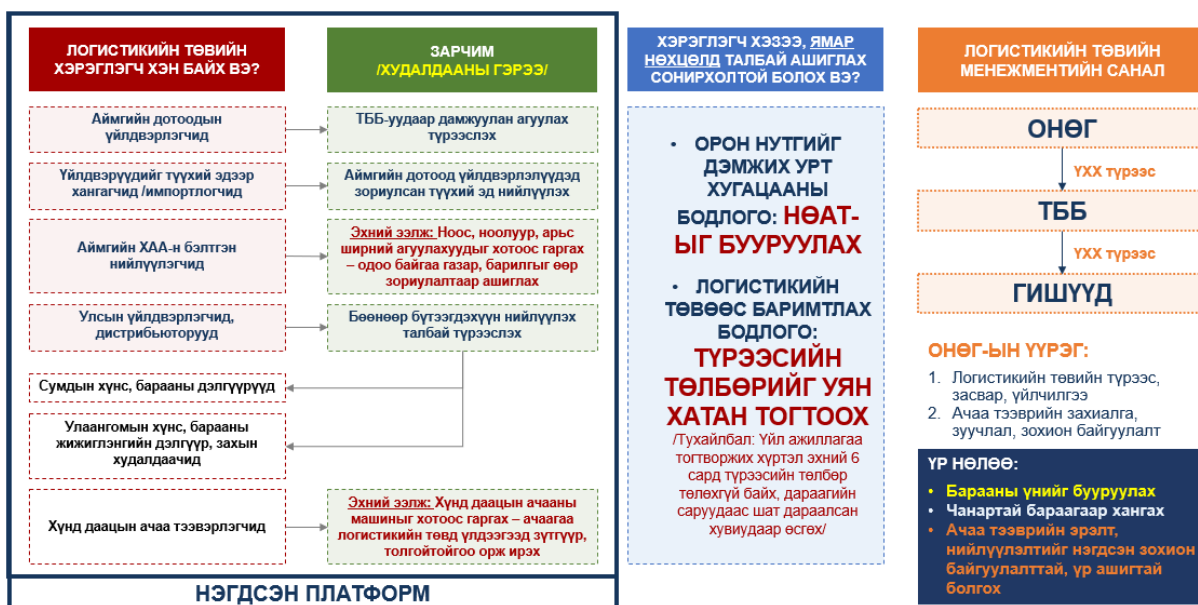 ЛОГИСТИКИЙН ТӨВИЙН
ХЭРЭГЛЭГЧ ХЭН БАЙХ ВЭ?
Аймгийн дотоодын
үйлдвэрлэгчид
Үйлдвэрүүдийг түүхий эдээр
хангагчид /импортлогчид
Аймгийн ХАА-н бэлтгэн
нийлүүлэгчид
Улсын үйлдвэрлэгчид,
дистрибьюторууд
Сумдын хүнс, барааны дэлгүүрүүд
Улаангомын хүнс, барааны
жижиглэнгийн дэлгүүр, захын
худалдаачид
Хүнд даацын ачаа тээвэрлэгчид
ЗАРЧИМ
/ХУДАЛДААНЫ ГЭРЭЭ/
ТББ-уудаар дамжуулан агуулах
түрээслэх
Аймгийн дотоод үйлдвэрлэлүүдэд
зориулсан түүхий эд нийлүүлэх
Эхний ээлж: Ноос, ноолуур, арьс
ширний агуулахуудыг хотоос гаргах
– одоо байгаа газар, барилгыг өөр
зориулалтаар ашиглах
Бөөнөөр бүтээгдэхүүн нийлүүлэх
талбай түрээслэх
Эхний ээлж: Хүнд даацын ачааны
машиныг хотоос гаргах – ачаагаа
логистикийн төвд үлдээгээд зүтгүүр,
толгойтойгоо орж ирэх
НЭГДСЭН ПЛАТФОРМ
ХЭРЭГЛЭГЧ ХЭЗЭЭ, ЯМАР
НӨХЦӨЛД ТАЛБАЙ АШИГЛАХ
СОНИРХОЛТОЙ БОЛОХ ВЭ?
• ОРОН НУТГИЙГ
ДЭМЖИХ УРТ
ХУГАЦААНЫ
БОДЛОГО: НӨАТ-
ЫГ БУУРУУЛАХ
• ЛОГИСТИКИЙН
ТӨВӨӨС БАРИМТЛАХ
БОДЛОГО:
ТҮРЭЭСИЙН
ТӨЛБӨРИЙГ УЯН
ХАТАН ТОГТООХ
/Тухайлбал: Үйл ажиллагаа
тогтворжих хүртэл эхний 6
сард түрээсийн төлбөр
төлөхгүй байх, дараагийн
саруудаас шат дараалсан
хувиудаар өсгөх/
ЛОГИСТИКИЙН ТӨВИЙН
МЕНЕЖМЕНТИЙН САНАЛ
ОНӨГ
ҮХХ түрээс
ТББ
ҮХХ түрээс
ГИШҮҮД
ОНӨГ-ЫН ҮҮРЭГ:
1. Логистикийн төвийн түрээс,
засвар, үйлчилгээ
2. Ачаа тээврийн захиалга,
зуучлал, зохион байгуулалт
ҮР НӨЛӨӨ:
• Барааны үнийг бууруулах
• Чанартай бараагаар хангах
• Ачаа тээврийн эрэлт,
нийлүүлэлтийг нэгдсэн зохион
байгуулалттай, үр ашигтай
болгох